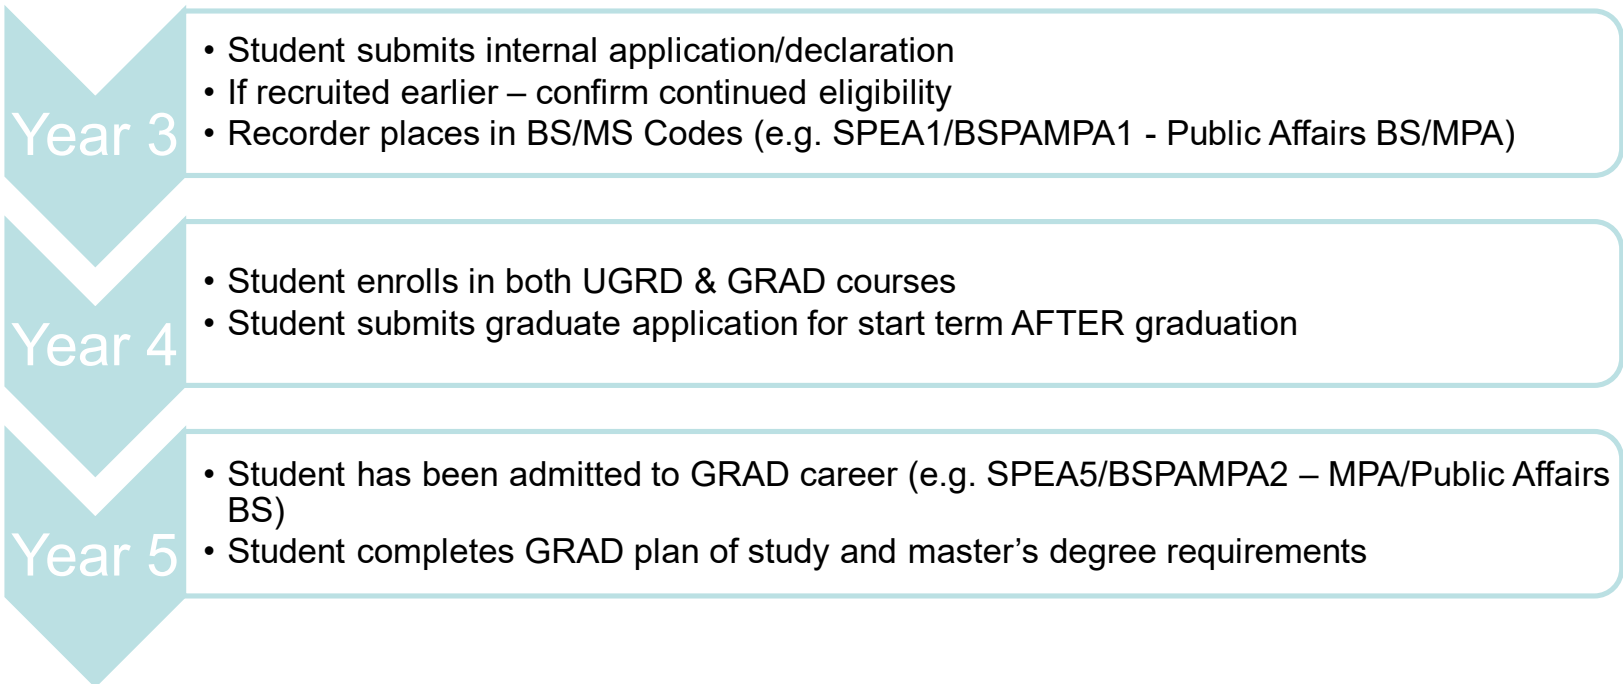 Year 3
• Student submits internal application/declaration
• If recruited earlier – confirm continued eligibility
• Recorder places in BS/MS Codes (e.g. SPEA1/BSPAMPA1 - Public Affairs BS/MPA)
Year 4
• Student enrolls in both UGRD & GRAD courses
• Student submits graduate application for start term AFTER graduation
Year 5
• Student has been admitted to GRAD career (e.g. SPEA5/BSPAMPA2 – MPA/Public Affairs
BS)
• Student completes GRAD plan of study and master’s degree requirements